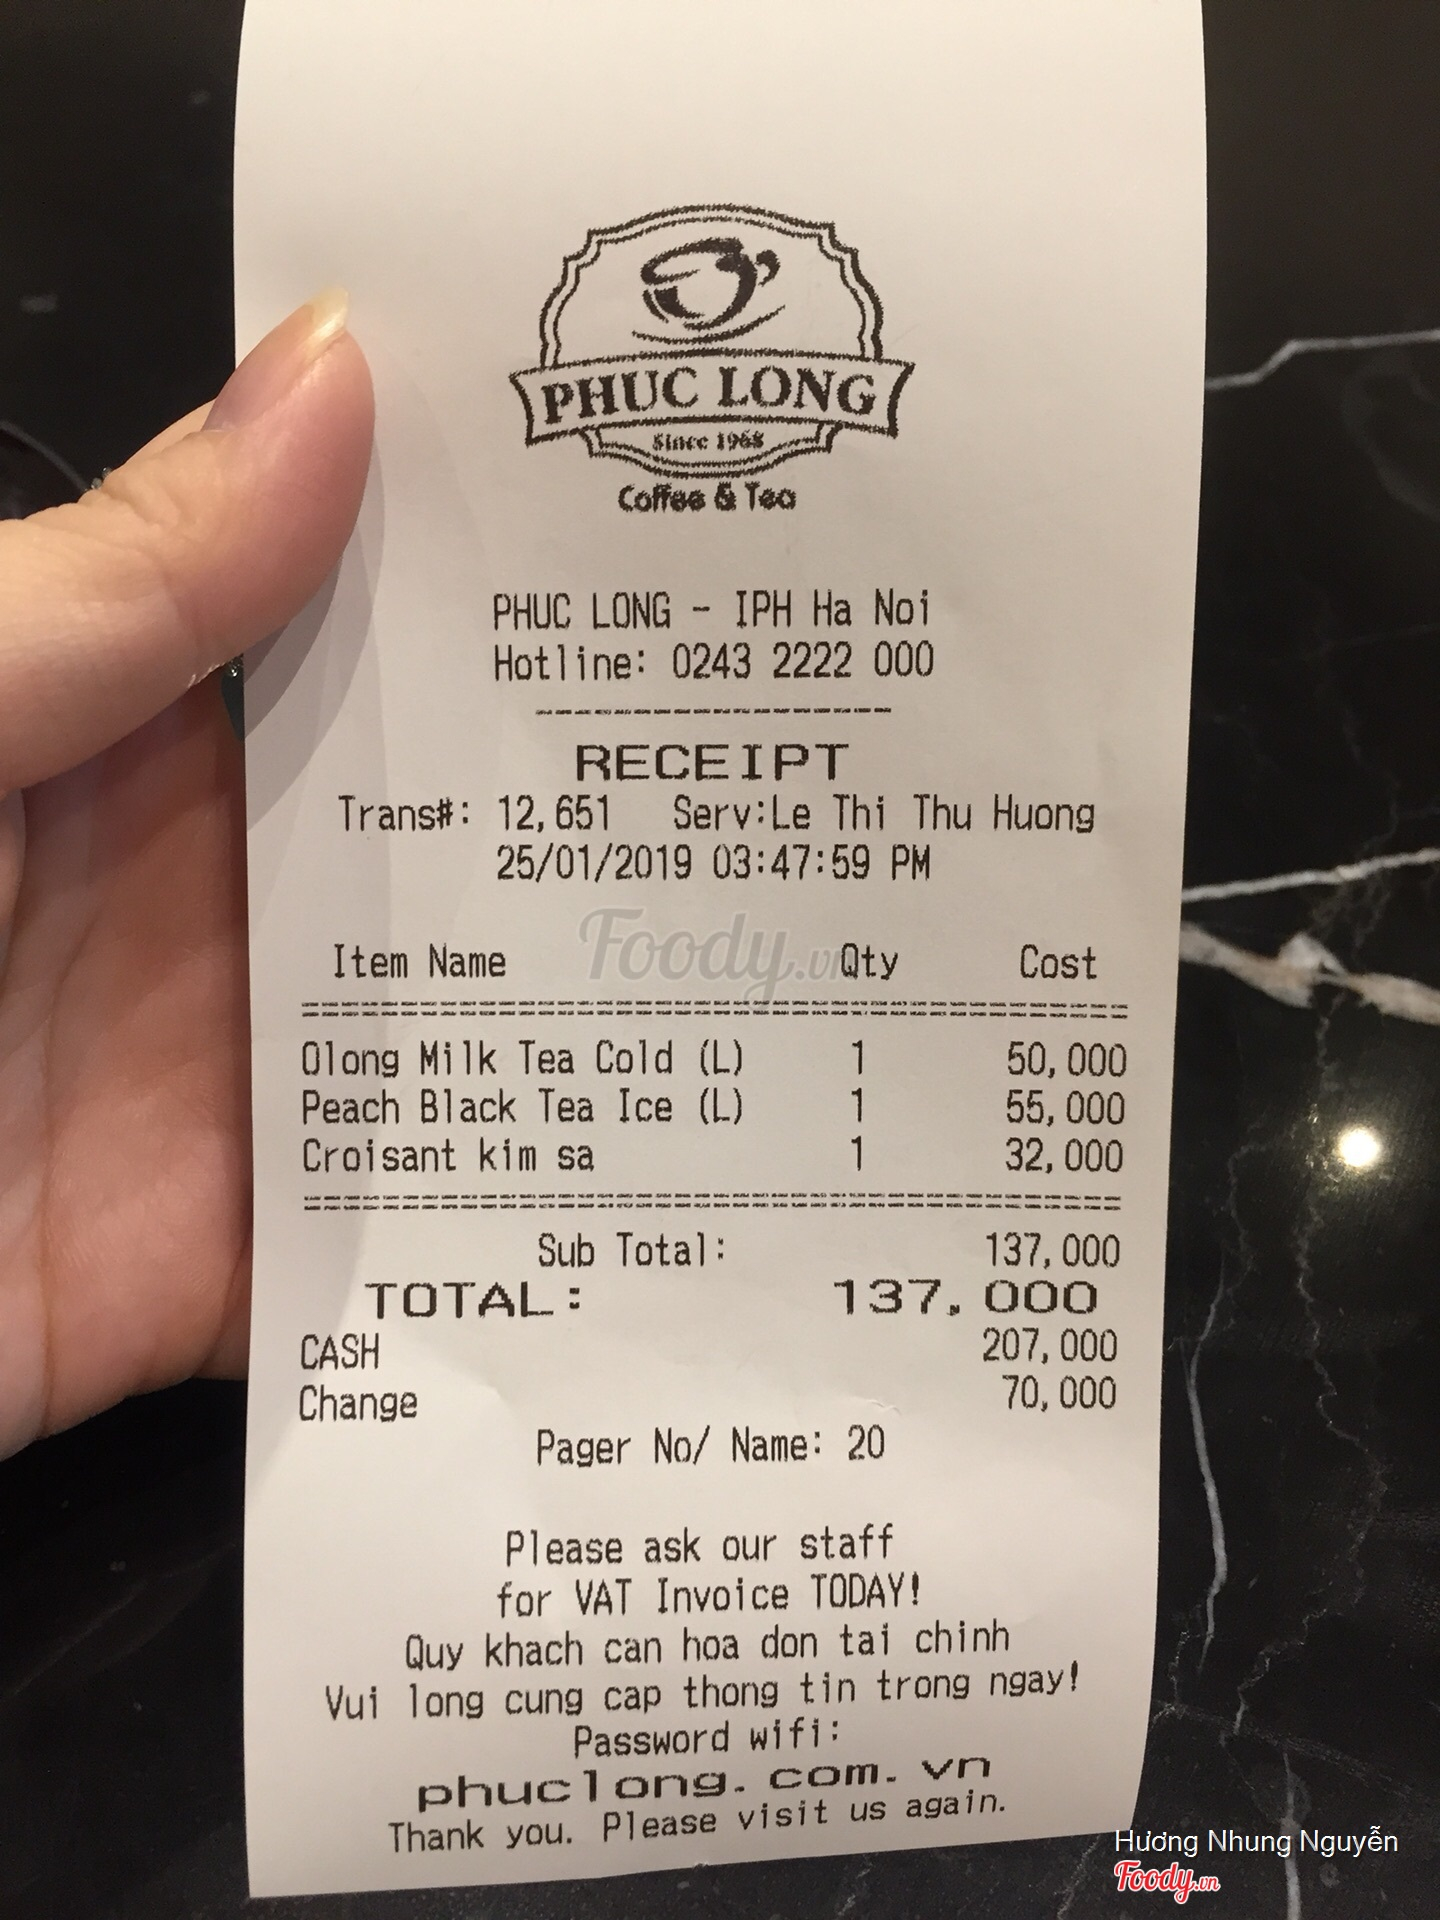 PHUC LONG
Since 1968
Coffee & Tea
PHUC LONG - IPH Ha Noi
Hotline: 0243 2222 000
RECEIPT
Trans#: 12,651 Serv:Le Thi Thu Huong
25/01/2019 03:47:59 PM
Foody.vn
Item Name Qty Cost
Olong Milk Tea Cold (L) 1 50,000
Peach Black Tea Ice (L) 1 55,000
Croisant kim sa 1 32,000
Sub Total: 137,000
TOTAL: 137,000
CASH 207,000
Change 70,000
Pager No/ Name: 20
Please ask our staff
for VAT Invoice TODAY!
Quy khach can hoa don tai chinh
Vui long cung cap thong tin trong ngay!
Password wifi:
phuclong.com.vn
Thank you. Please visit us again.
Hương Nhung Nguyễn
Foody.vn